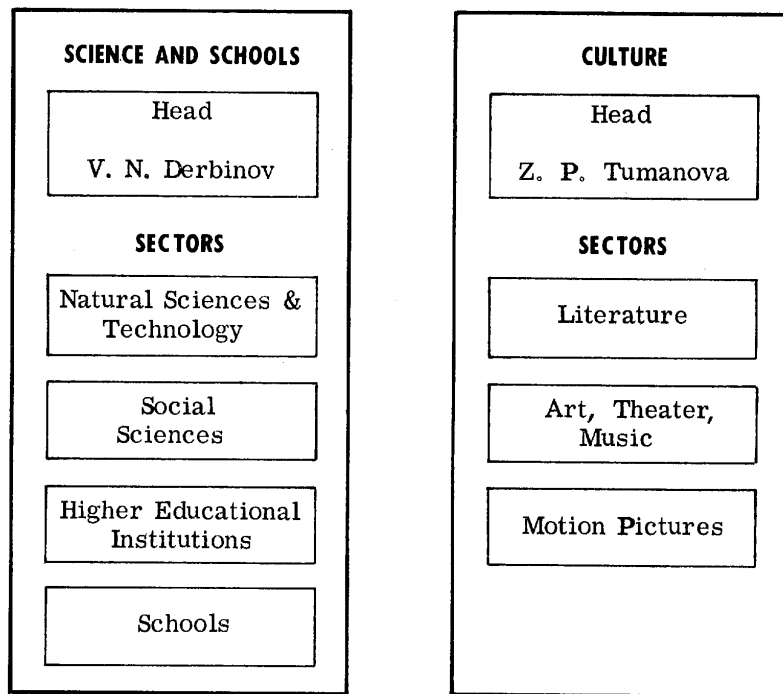 SCIENCE AND SCHOOLS
Head
V. N. Derbinov
SECTORS
Natural Sciences &
Technology
Social
Sciences
Higher Educational
Institutions
Schools
CULTURE
Head
Z. P. Tumanova
SECTORS
Literature
Art, Theater,
Music
Motion Pictures